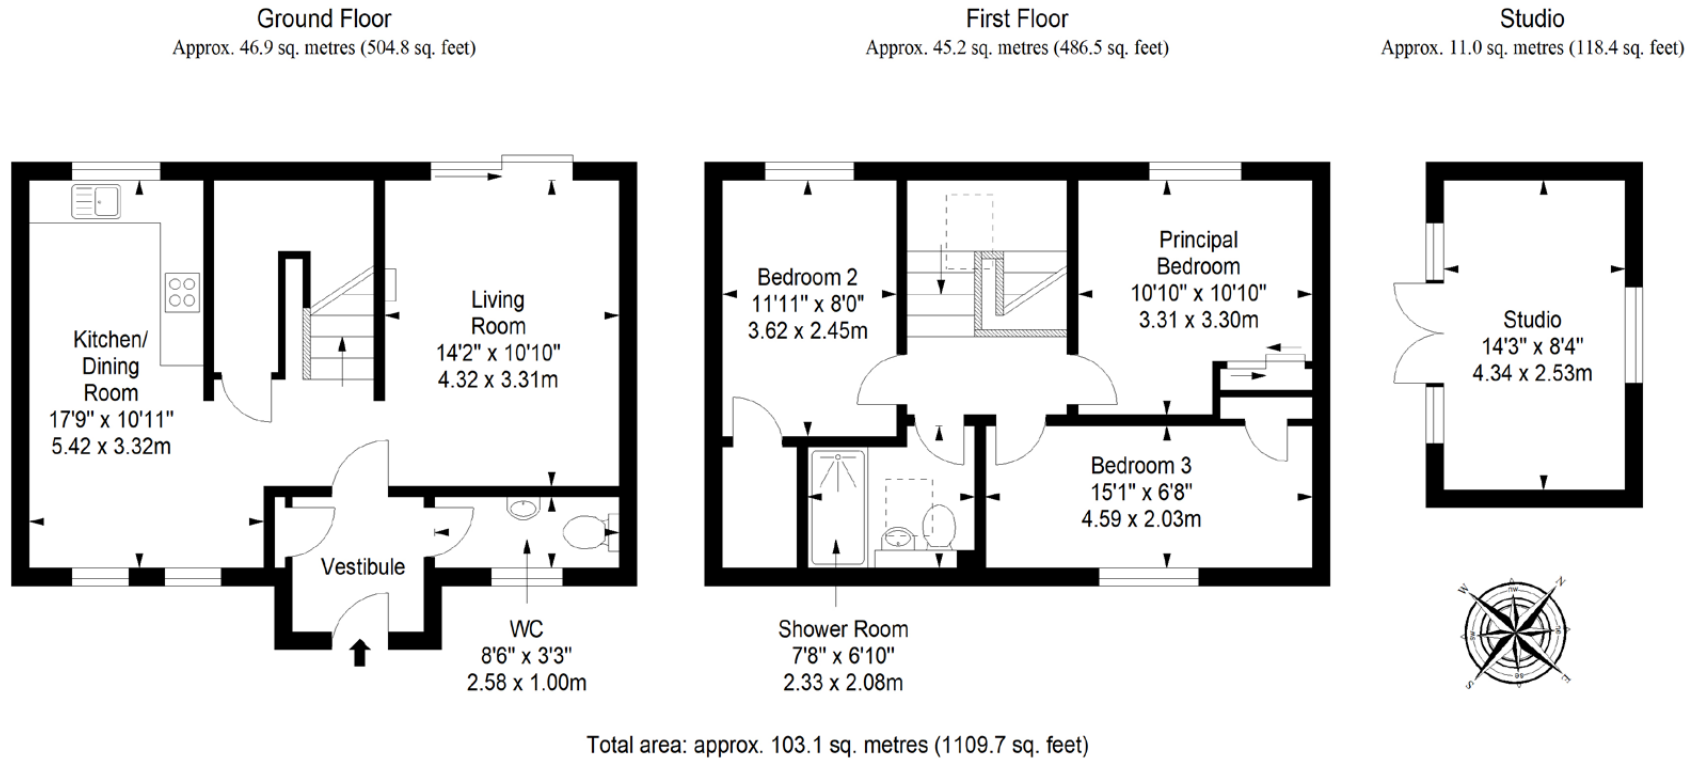 Ground Floor
Approx. 46.9 sq. metres (504.8 sq. feet)
First Floor
Approx. 45.2 sq. metres (486.5 sq. feet)
Studio
Approx. 11.0 sq. metres (118.4 sq. feet)
Kitchen/
Dining
Room
17'9" x 10'11"
5.42 x 3.32m
Living
Room
14'2" x 10'10"
4.32 x 3.31m
Vestibule
WC
8'6" x 3'3"
2.58 x 1.00m
Bedroom 2
11'11" x 8'0"
3.62 x 2.45m
Principal
Bedroom
10'10" x 10'10"
3.31 x 3.30m
Bedroom 3
15'1" x 6'8"
4.59 x 2.03m
Shower Room
7'8" x 6'10"
2.33 x 2.08m
Studio
14'3" x 8'4"
4.34 x 2.53m
W
NW
N
NE
E
SE
S
SW
Total area: approx. 103.1 sq. metres (1109.7 sq. feet)